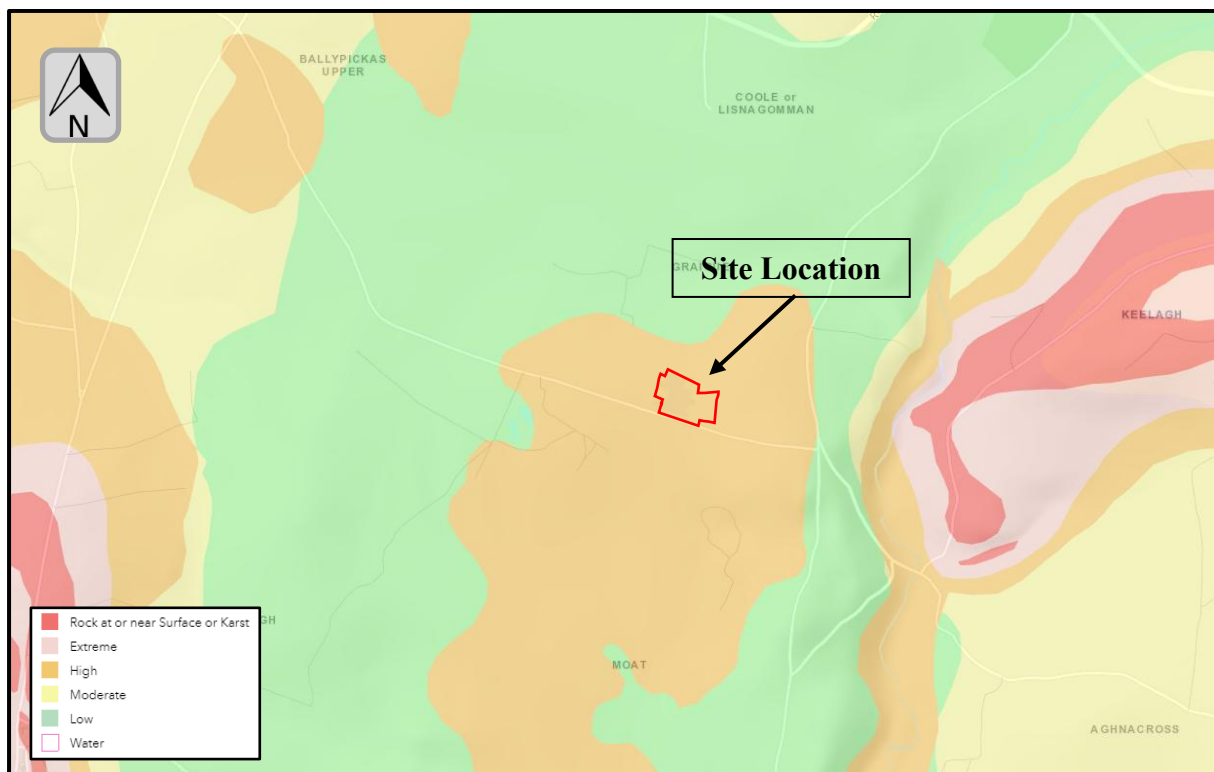 BALLYPICKAS
UPPER
N
COOLE or
LISNAGOMMAN
Site Location
KEELAGH
Rock at or near Surface or Karst
Extreme
High
Moderate
Low
Water
MOAT
AGHNACROSS